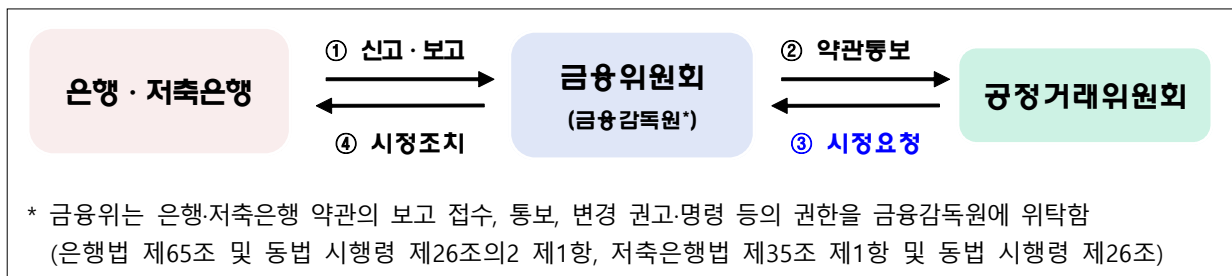 은행 · 저축은행
① 신고 · 보고
④ 시정조치
금융위원회
(금융감독원*)
② 약관통보
③ 시정요청
공정거래위원회
* 금융위는 은행·저축은행 약관의 보고 접수, 통보, 변경 권고·명령 등의 권한을 금융감독원에 위탁함
(은행법 제65조 및 동법 시행령 제26조의2 제1항, 저축은행법 제35조 제1항 및 동법 시행령 제26조)